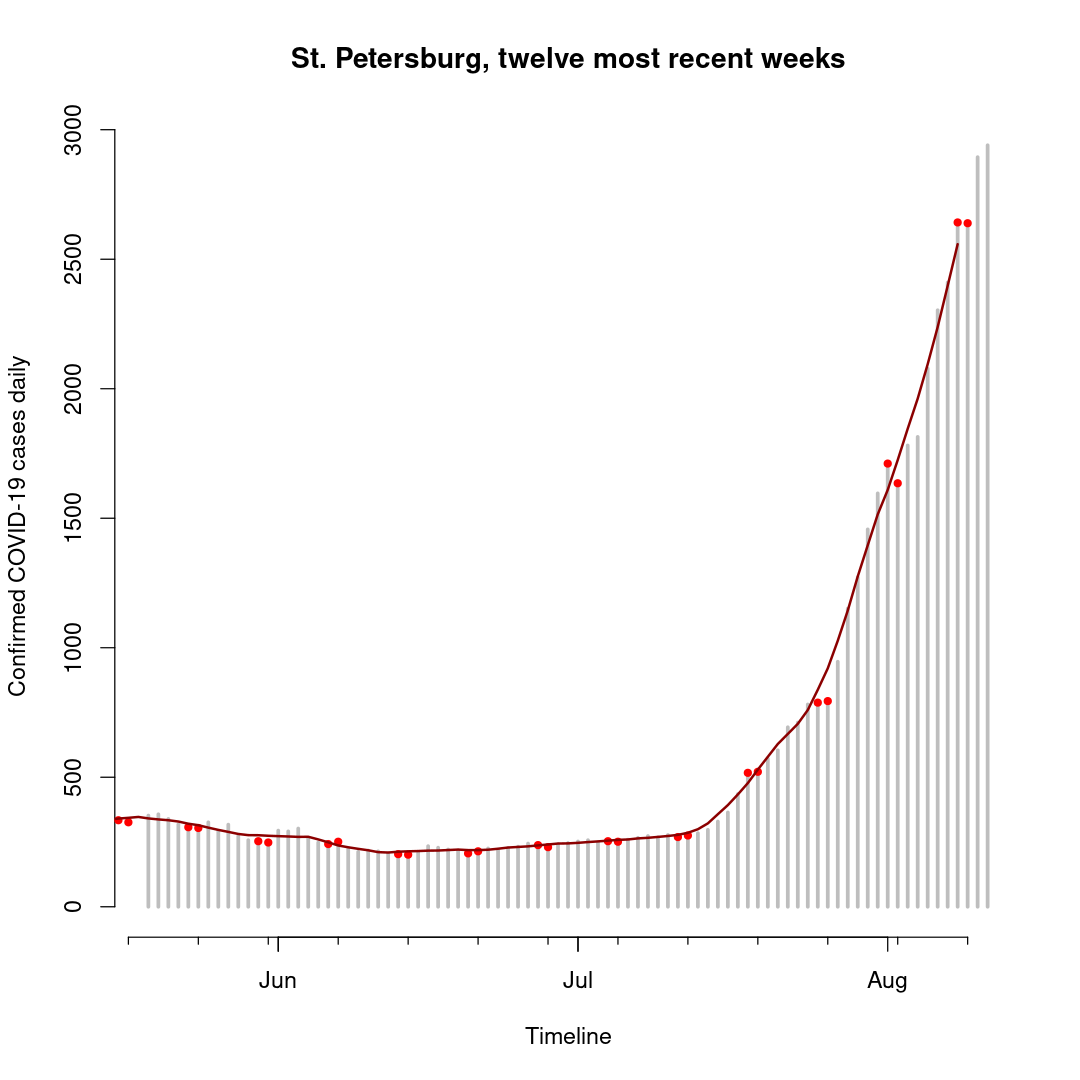 St. Petersburg, twelve most recent weeks
Confirmed COVID-19 cases daily
3000
2500
2000
1500
1000
500
0
Jun
Jul
Aug
Timeline